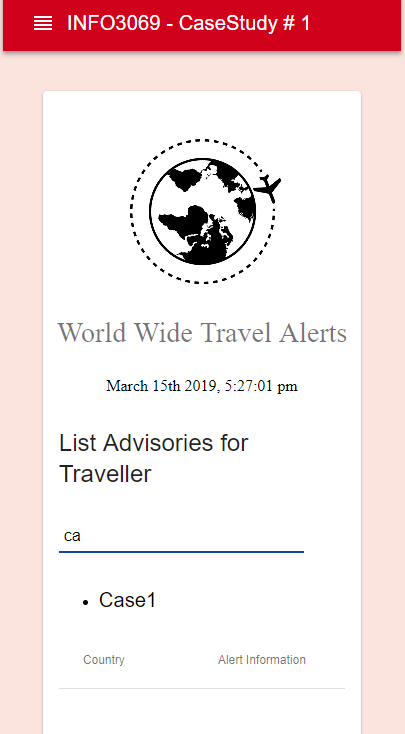 INFO3069 - CaseStudy # 1
World Wide Travel Alerts
March 15th 2019, 5:27:01 pm
List Advisories for
Traveller
ca
Case1
Country Alert Information